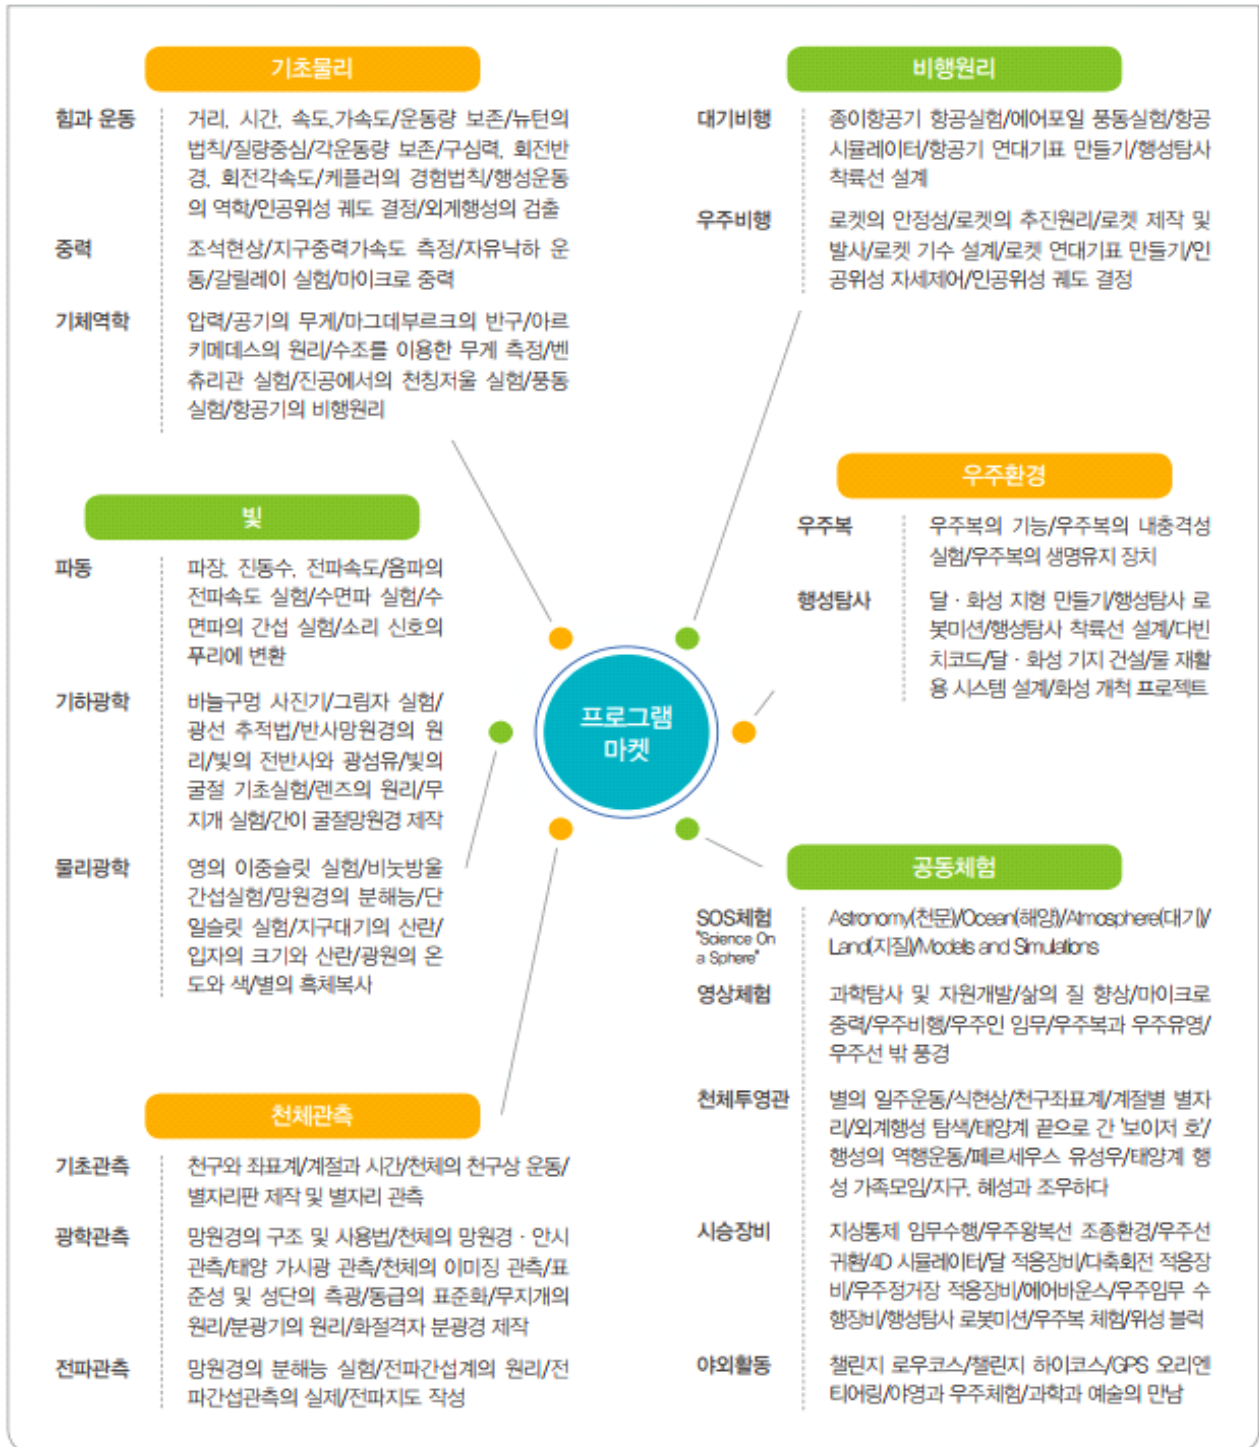 기초물리
힘과 운동
거리, 시간, 속도,가속도/운동량 보존/뉴턴의
법칙/질량중심/각운동량 보존/구심력, 회전반
경, 회전각속도/케플러의 경험법칙/행성운동
의 역학/인공위성 궤도 결정/외계행성의 검출
중력
조석현상/지구중력가속도 측정/자유낙하 운
동/갈릴레이 실험/마이크로 중력
기체역학
압력/공기의 무게/마그데부르크의 반구/아르
키메데스의 원리/수조를 이용한 무게 측정/벤
츄리관 실험/진공에서의 천칭저울 실험/풍동
실험/항공기의 비행원리
비행원리
대기비행
종이항공기 항공실험/에어포일 풍동실험/항공
시뮬레이터/항공기 연대기표 만들기/행성탐사
착륙선 설계
우주비행
로켓의 안정성/로켓의 추진원리/로켓 제작 및
발사/로켓 기수 설계/로켓 연대기표 만들기/인
공위성 자세제어/인공위성 궤도 결정
빛
파동
파장, 진동수, 전파속도/음파의
전파속도 실험/수면파 실험/수
면파의 간섭 실험/소리 신호의
푸리에 변환
기하광학
바늘구멍 사진기/그림자 실험/
광선 추적법/반사망원경의 원
리/빛의 전반사와 광섬유/빛의
굴절 기초실험/렌즈의 원리/무
지개 실험/간이 굴절망원경 제작
물리광학
영의 이중슬릿 실험/비눗방울
간섭실험/망원경의 분해능/단
일슬릿 실험/지구대기의 산란/
입자의 크기와 산란/광원의 온
도와 색/별의 흑체복사
우주환경
우주복
우주복의 기능/우주복의 내충격성
실험/우주복의 생명유지 장치
행성탐사
달 · 화성 지형 만들기/행성탐사 로
봇미션/행성탐사 착륙선 설계/다빈
치코드/달 · 화성 기지 건설/물 재활
용 시스템 설계/화성 개척 프로젝트
프로그램
마켓
천체관측
기초관측
천구와 좌표계/계절과 시간/천체의 천구상 운동/
별자리판 제작 및 별자리 관측
광학관측
망원경의 구조 및 사용법/천체의 망원경 · 안시
관측/태양 가시광 관측/천체의 이미징 관측/표
준성 및 성단의 측광/등급의 표준화/무지개의
원리/분광기의 원리/회절격자 분광경 제작
전파관측
망원경의 분해능 실험/전파간섭계의 원리/전
파간섭관측의 실제/전파지도 작성
공동체험
SOS체험
"Science On
a Sphere"
Astronomy(천문)/Ocean(해양)/Atmosphere(대기)/
Land(지질)/Models and Simulations
영상체험
과학탐사 및 자원개발/삶의 질 향상/마이크로
중력/우주비행/우주인 임무/우주복과 우주유영/
우주선 밖 풍경
천체투영관
별의 일주운동/식현상/천구좌표계/계절별 별자
리/외계행성 탐색/태양계 끝으로 간 '보이저 호'/
행성의 역행운동/페르세우스 유성우/태양계 행
성 가족모임/지구, 혜성과 조우하다
시승장비
지상통제 임무수행/우주왕복선 조종환경/우주선
귀환/4D 시뮬레이터/달 적응장비/다축회전 적응장
비/우주정거장 적응장비/에어바운스/우주임무 수
행장비/행성탐사 로봇미션/우주복 체험/위성 블럭
야외활동
챌린지 로우코스/챌린지 하이코스/GPS 오리엔
티어링/야영과 우주체험/과학과 예술의 만남